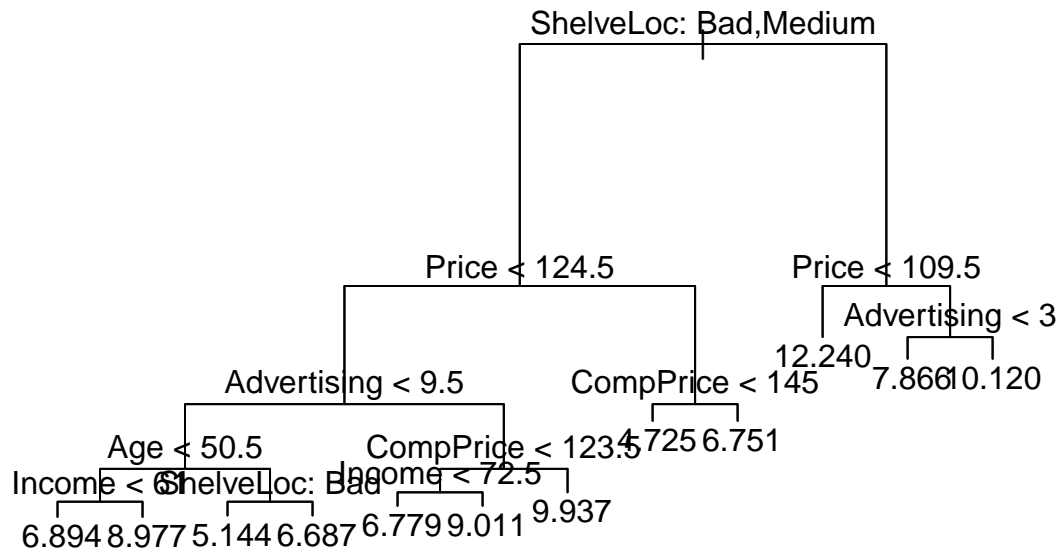 ShelveLoc: Bad,Medium
Price < 124.5
Price < 109.5
Advertising < 3
12.240
7.866
10.120
Advertising < 9.5
CompPrice < 145
4.725
6.751
Age < 50.5
CompPrice < 123.5
Income < 61
ShelveLoc: Bad
Income < 72.5
6.894
8.977
5.144
6.687
6.779
9.011
9.937